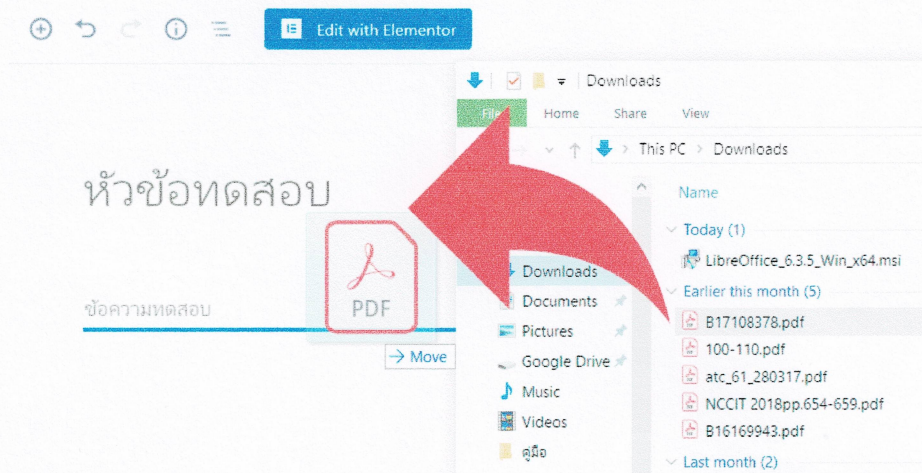 Edit with Elementor
Downloads
File
Home
Share
View
This PC > Downloads
หัวข้อทดสอบ
Name
Today (1)
LibreOffice_6.3.5_Win_x64.msi
Downloads
Earlier this month (5)
ข้อความทดสอบ
PDF
Documents
B17108378.pdf
Pictures
100-110.pdf
Move
Google Drive
atc_61_280317.pdf
Music
NCCIT 2018pp.654-659.pdf
Videos
B16169943.pdf
คู่มือ
Last month (2)